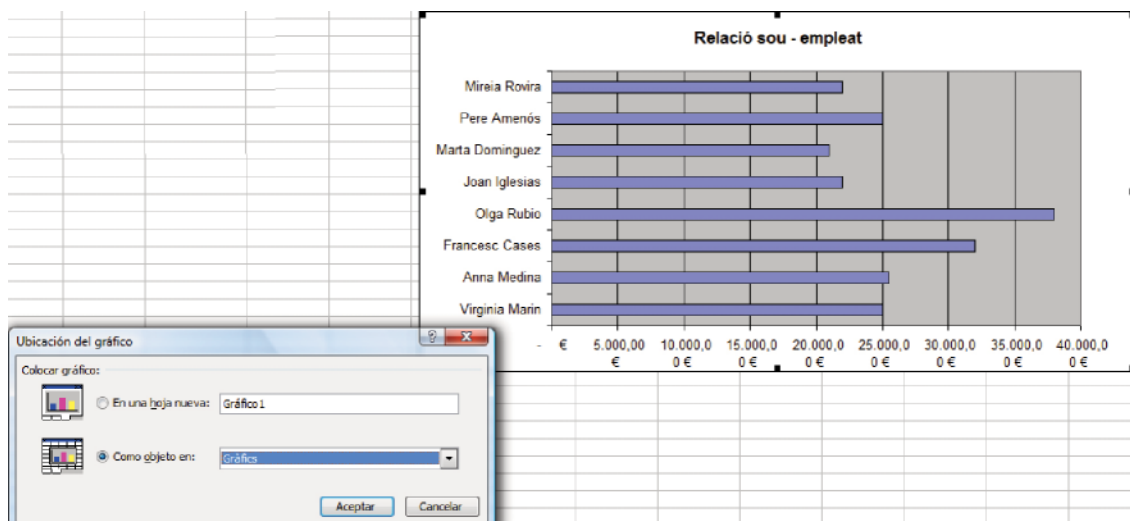 Relació sou - empleat
Mireia Rovira
Pere Amenós
Marta Dominguez
Joan Iglesias
Olga Rubio
Francesc Cases
Anna Medina
Virginia Marin
- € 5.000,00 10.000,0 15.000,0 20.000,0 25.000,0 30.000,0 35.000,0 40.000,0
€ 0 € 0 € 0 € 0 € 0 € 0 € 0 €
Ubicación del gráfico
Colocar gráfico:
En una hoja nueva: Gráfico1
Como objeto en: Gràfics
Aceptar Cancelar